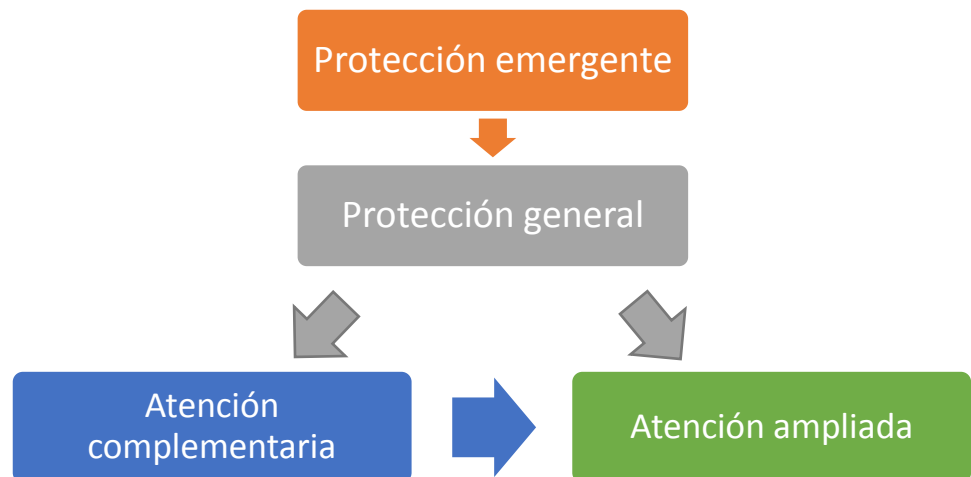 Protección emergente
Protección general
Atención
complementaria
Atención ampliada